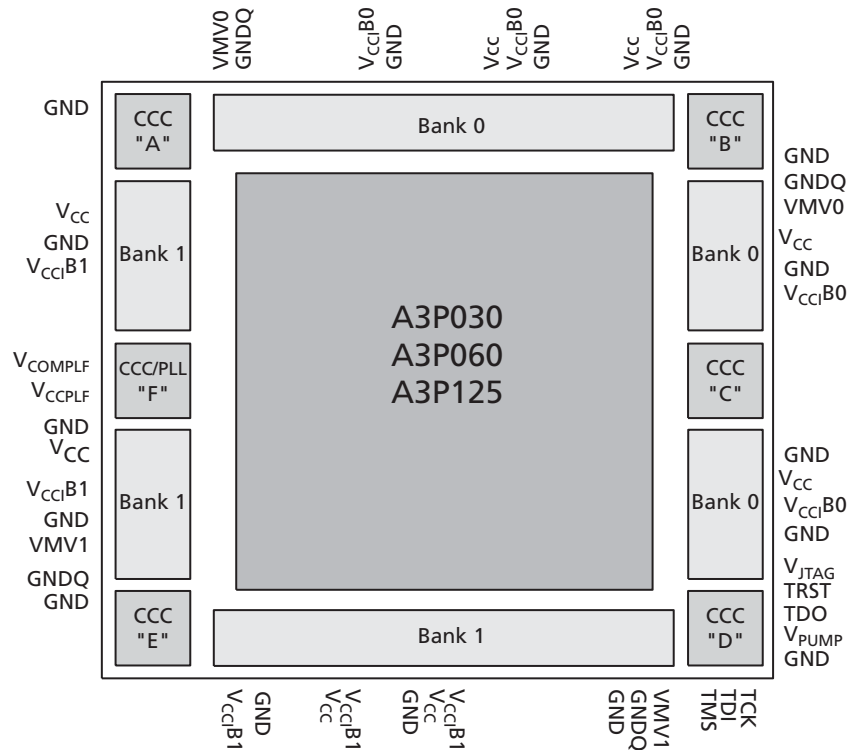 VMV0
GNDQ
VCCIB0
GND
Vcc
VCCIB0
GND
Vcc
VCCIB0
GND
GND
CCC
"A"
Bank 0
CCC
"B"
GND
GNDQ
VMV0
VCC
GND
VCCIB1
Bank 1
Bank 0
VCC
GND
VCCIB0
A3P030
A3P060
A3P125
VCOMPLF
VCCPLF
CCC/PLL
"F"
CCC
"C"
GND
VCC
VCCIB1
GND
VMV1
Bank 1
Bank 0
GND
VCC
VCCIB0
GND
GNDQ
GND
CCC
"E"
Bank 1
CCC
"D"
VJTAG
TRST
TDO
VPUMP
GND
VCCIB1
GND
VCC
VCCIB1
GND
VCC
VCCIB1
GND
GNDQ
VMV1
TMS
TDI
TCK